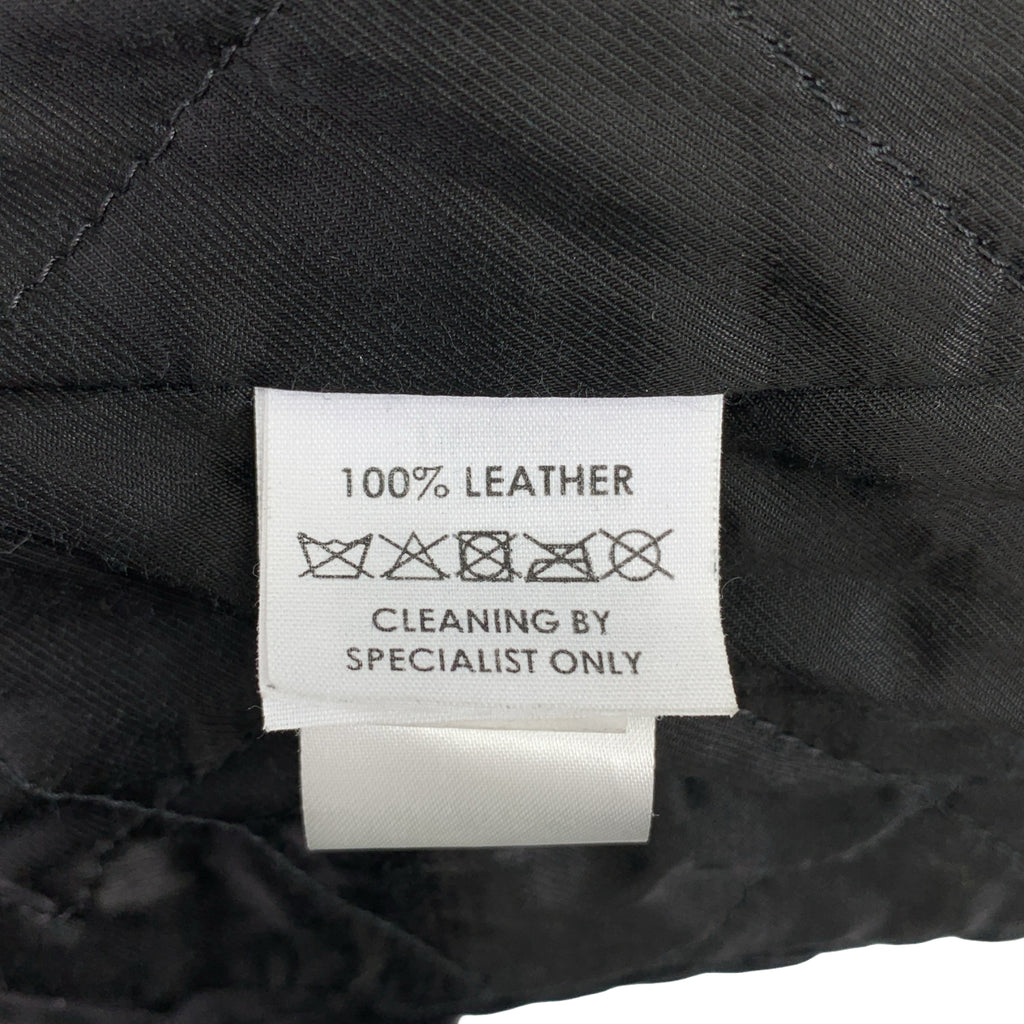 100% LEATHER
CLEANING BY
SPECIALIST ONLY